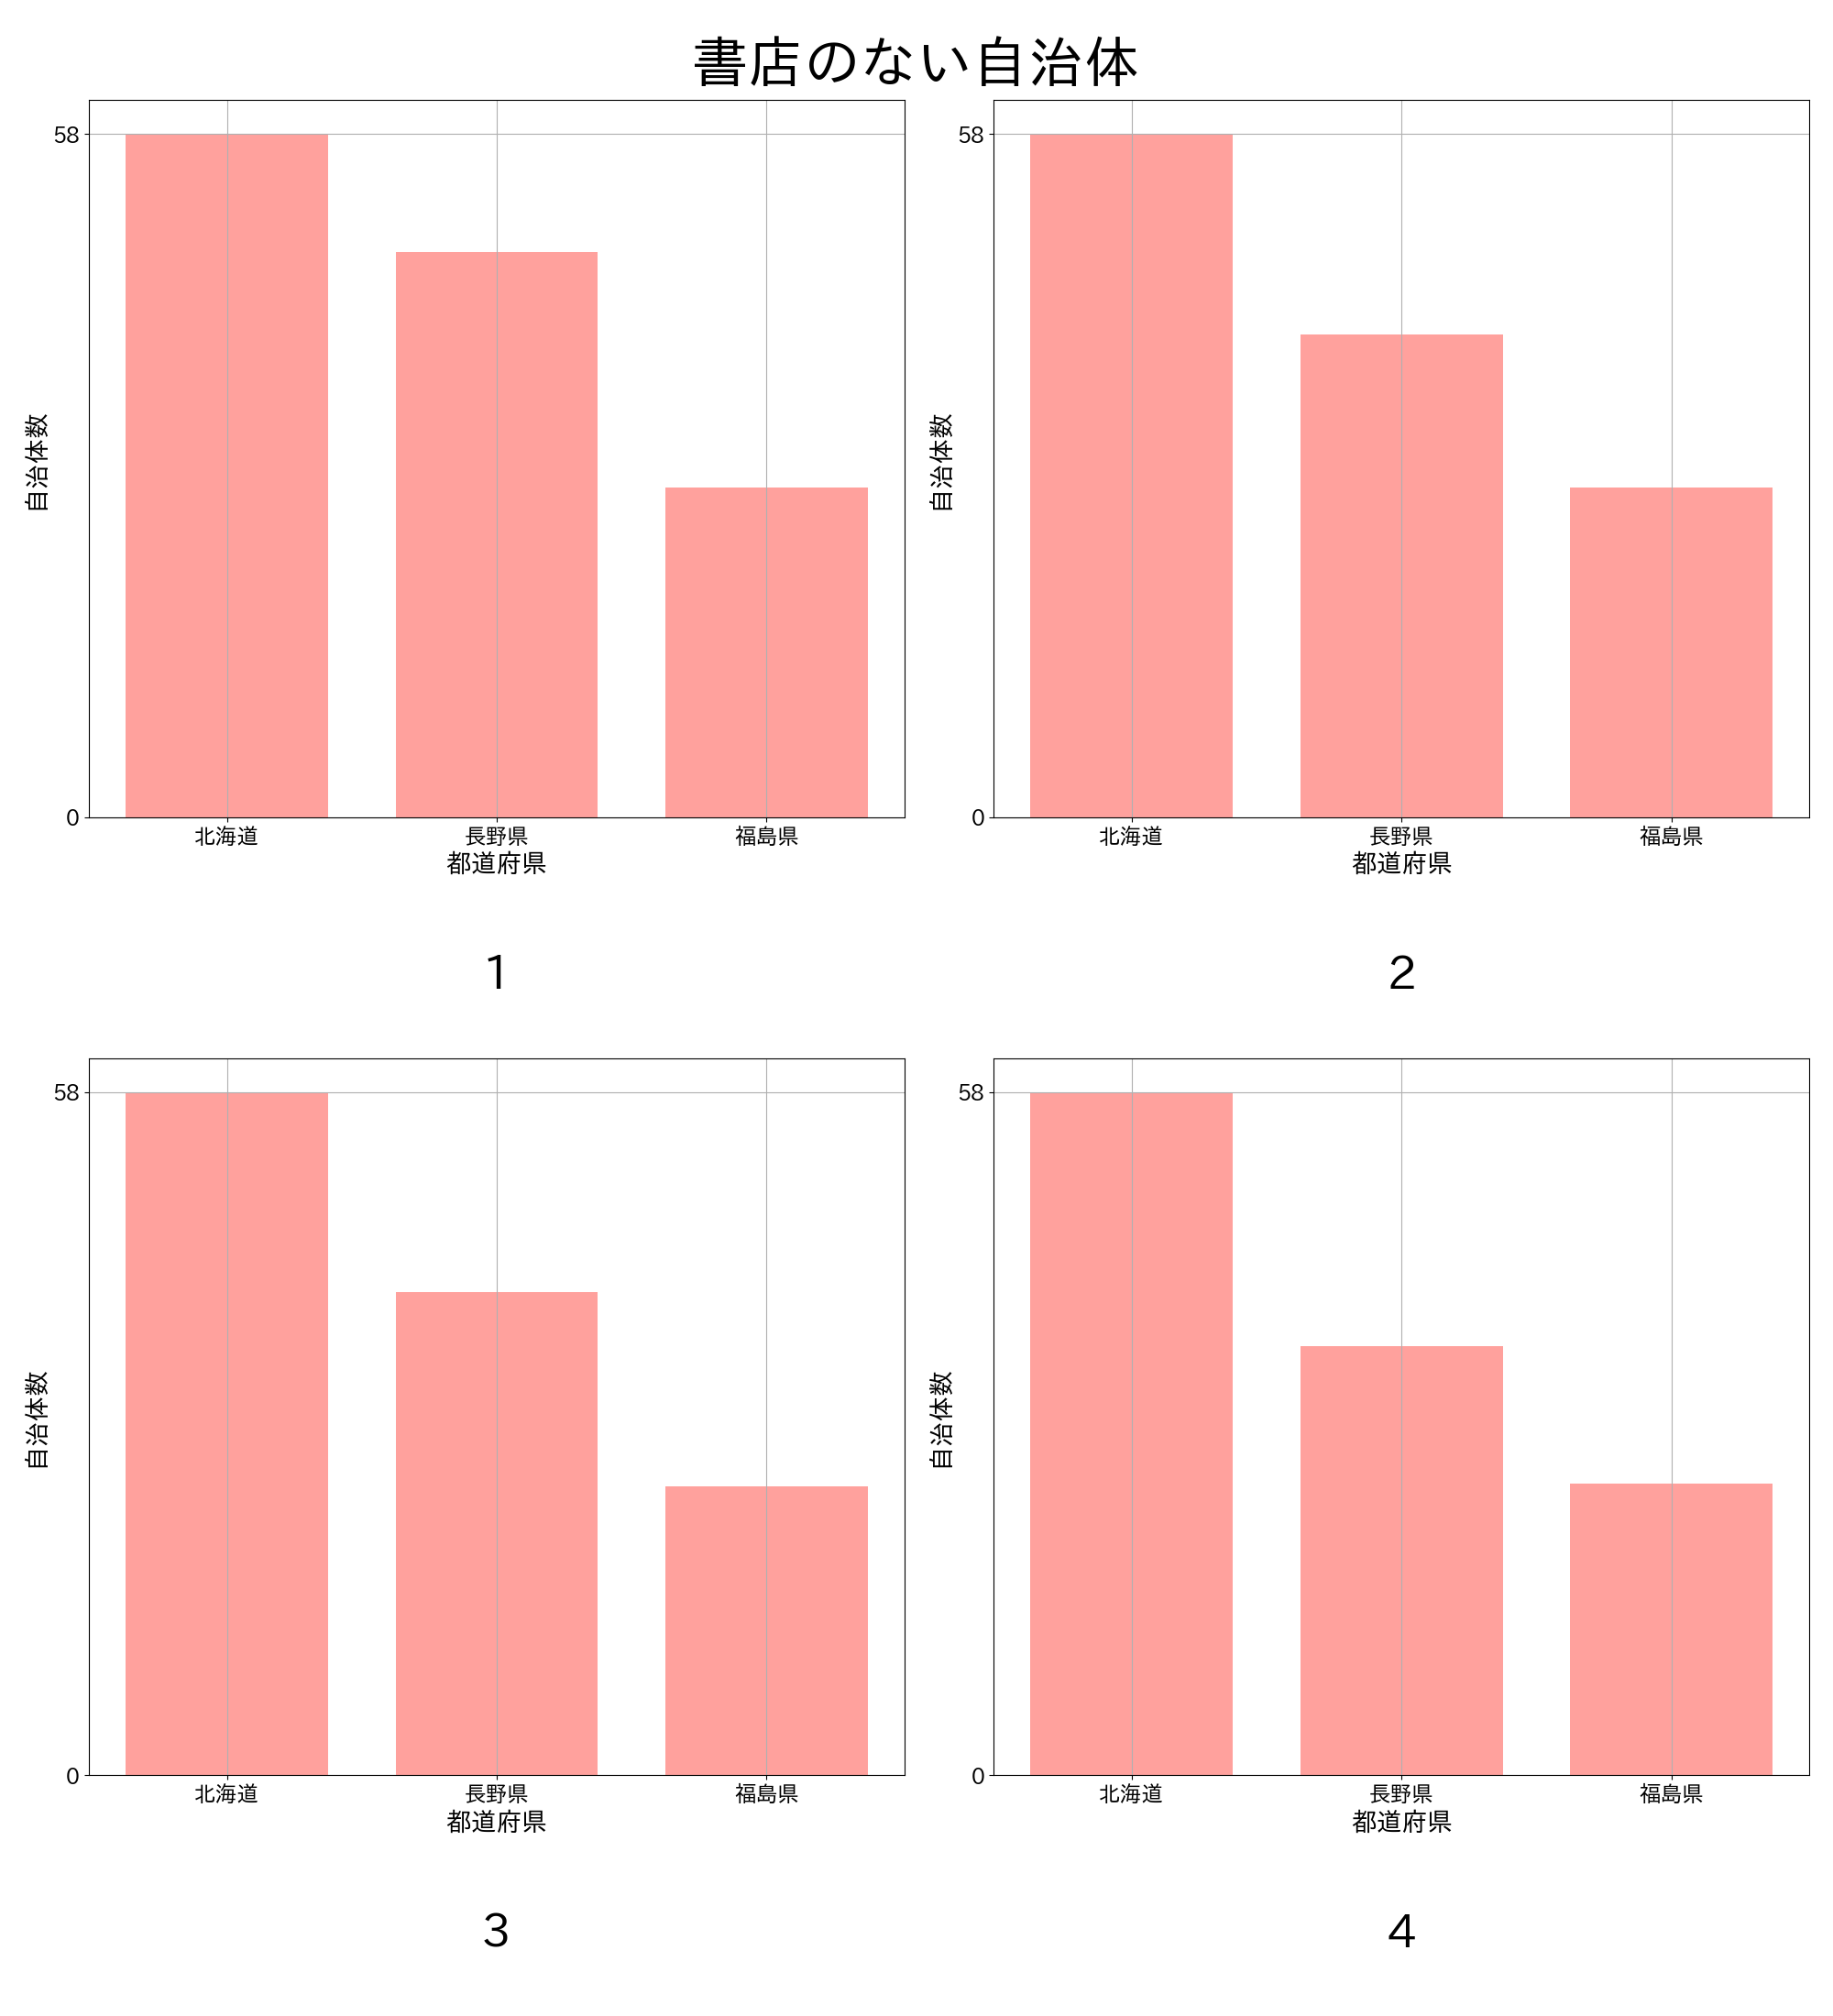 書店のない自治体
58
0
自治体数
北海道 長野県 福島県
都道府県
1
58
0
自治体数
北海道 長野県 福島県
都道府県
2
58
0
自治体数
北海道 長野県 福島県
都道府県
3
58
0
自治体数
北海道 長野県 福島県
都道府県
4